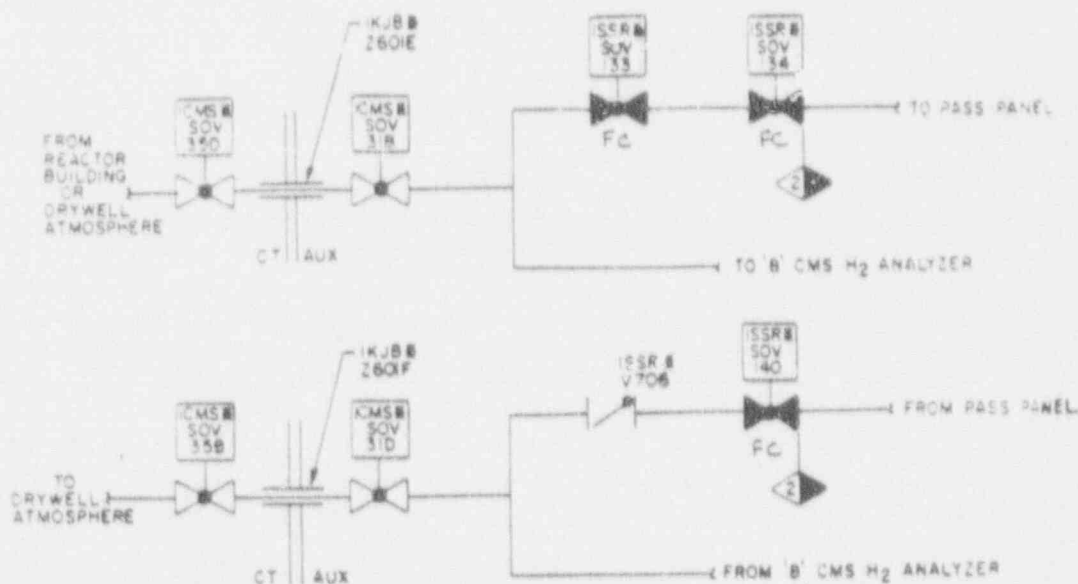 1KJB*
Z601E
1SSR*
SOV
133
1SSR*
SOV
134
1CMS*
SOV
35D
1CMS*
SOV
31B
FROM
REACTOR
BUILDING
OR
DRYWELL
ATMOSPHERE
TO PASS PANEL
FC
FC
2
CT
AUX
TO 'B' CMS H2 ANALYZER
1KJB*
Z601F
1SSR*
V706
1SSR*
SOV
140
1CMS*
SOV
35B
1CMS*
SOV
31D
FROM PASS PANEL
FC
2
TO
DRYWELL
ATMOSPHERE
CT
AUX
FROM 'B' CMS H2 ANALYZER